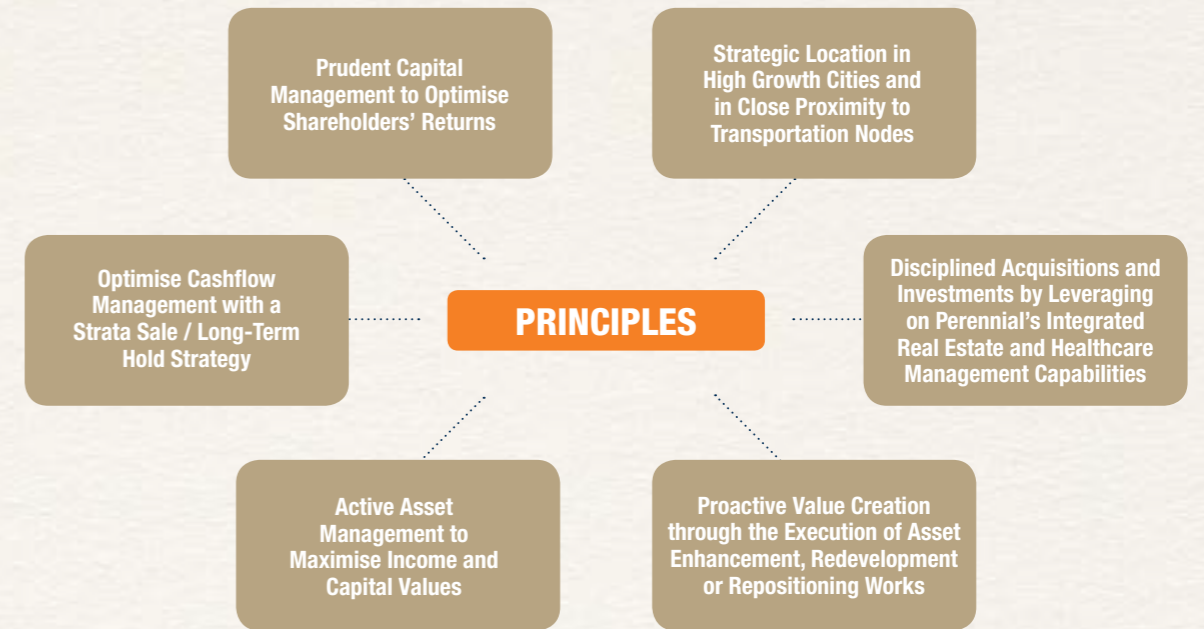 Prudent Capital
Management to Optimise
Shareholders’ Returns
Strategic Location in
High Growth Cities and
in Close Proximity to
Transportation Nodes
Optimise Cashflow
Management with a
Strata Sale / Long-Term
Hold Strategy
PRINCIPLES
Disciplined Acquisitions and
Investments by Leveraging
on Perennial’s Integrated
Real Estate and Healthcare
Management Capabilities
Active Asset
Management to
Maximise Income and
Capital Values
Proactive Value Creation
through the Execution of Asset
Enhancement, Redevelopment
or Repositioning Works